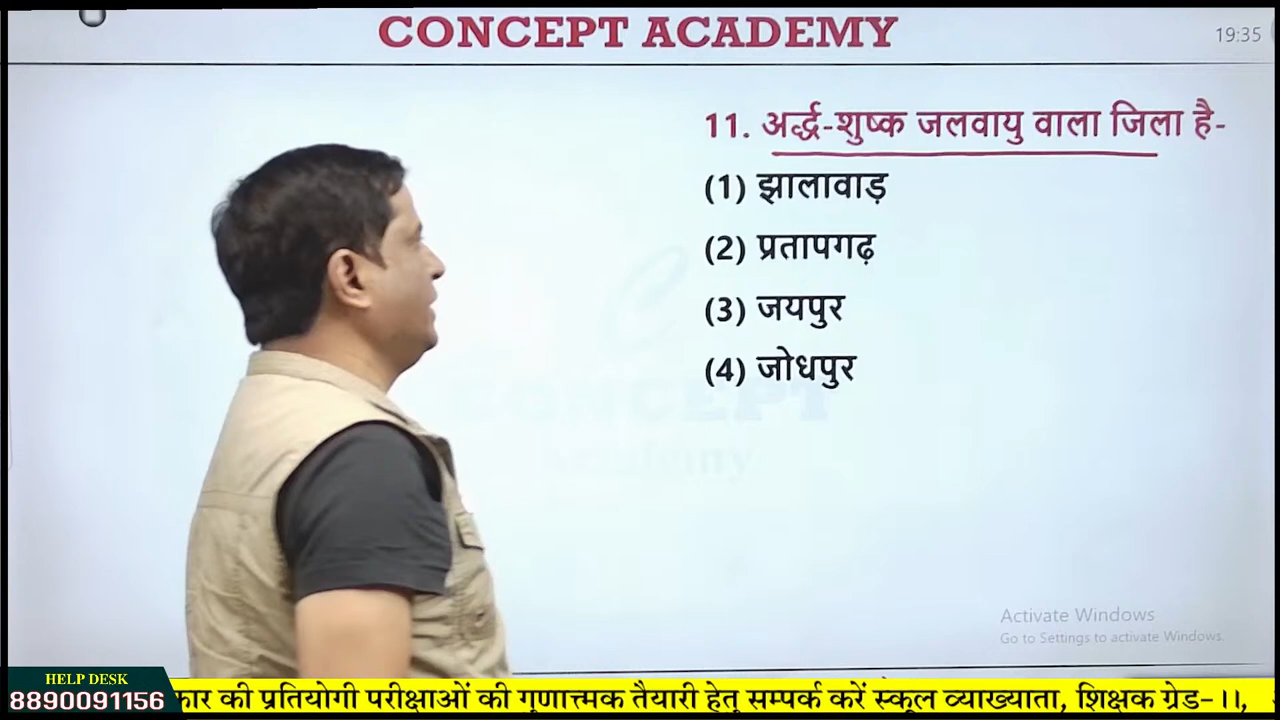 CONCEPT ACADEMY
19:35
11. अर्द्ध-शुष्क जलवायु वाला जिला है-
(1) झालावाड़
(2) प्रतापगढ़
(3) जयपुर
(4) जोधपुर
CONCEPT
Activate Windows
Go to Settings to activate Windows.
HELP DESK
8890091156
कार की प्रतियोगी परीक्षाओं की गुणात्त्मक तैयारी हेतु सम्पर्क करें स्कूल व्याख्याता, शिक्षक ग्रेड-।।,